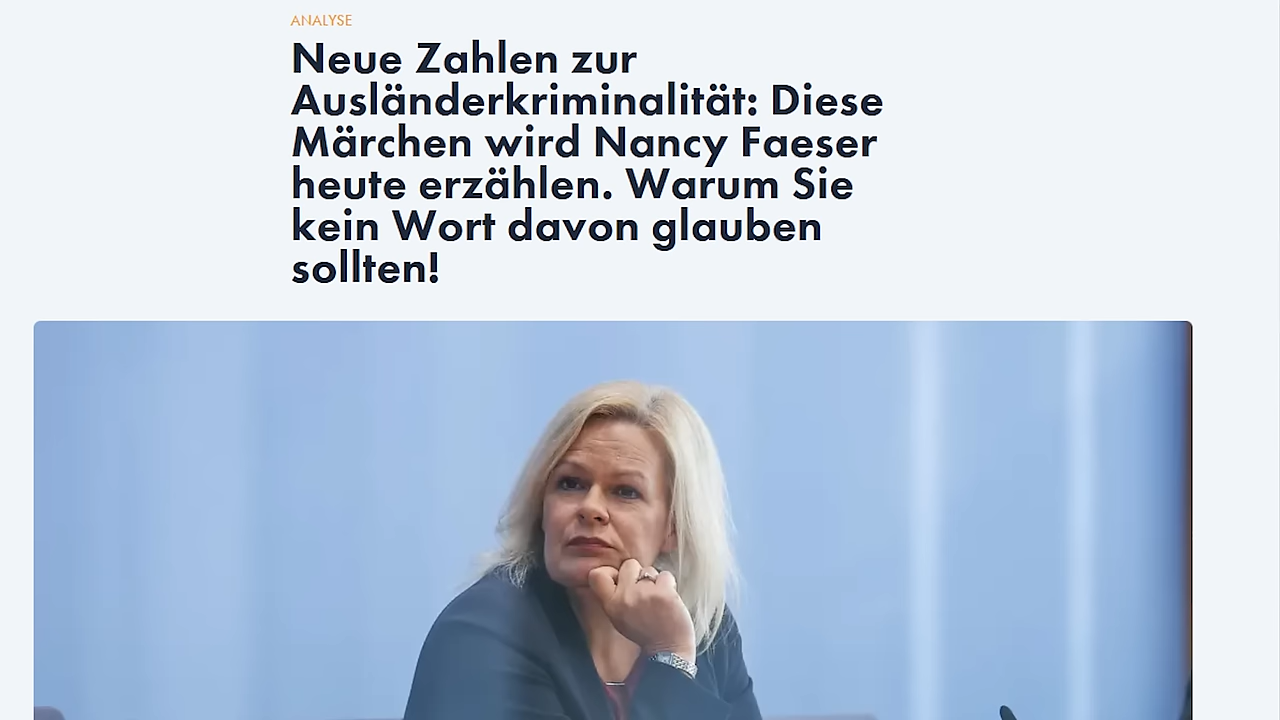 ANALYSE
Neue Zahlen zur
Ausländerkriminalität: Diese
Märchen wird Nancy Faeser
heute erzählen. Warum Sie
kein Wort davon glauben
sollten!